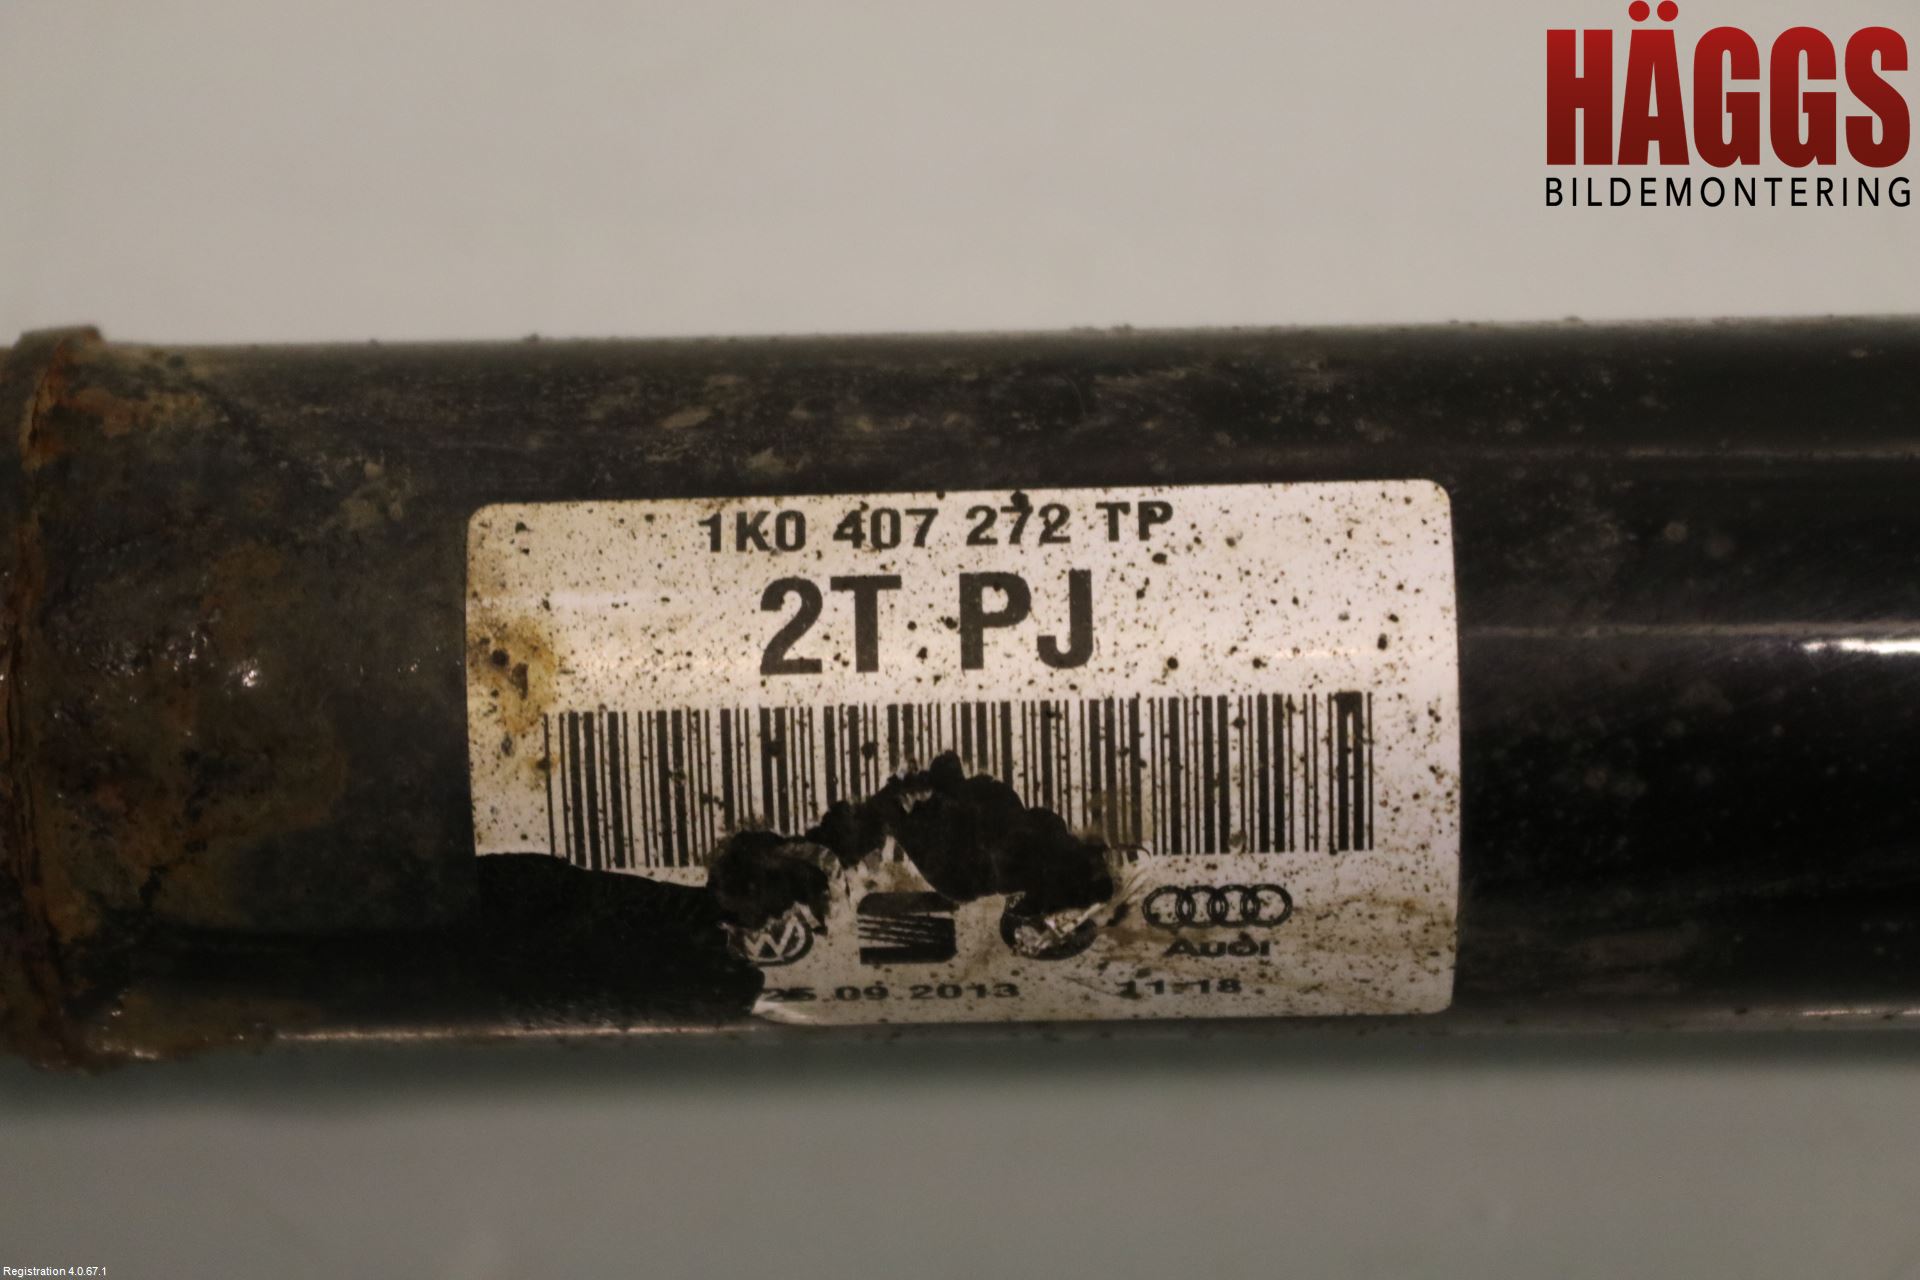 HÄGGS
BILDEMONTERING
1K0 407 272 TP
2T PJ
Audi
25.09.2013 11:18
Registration 4.0.67.1